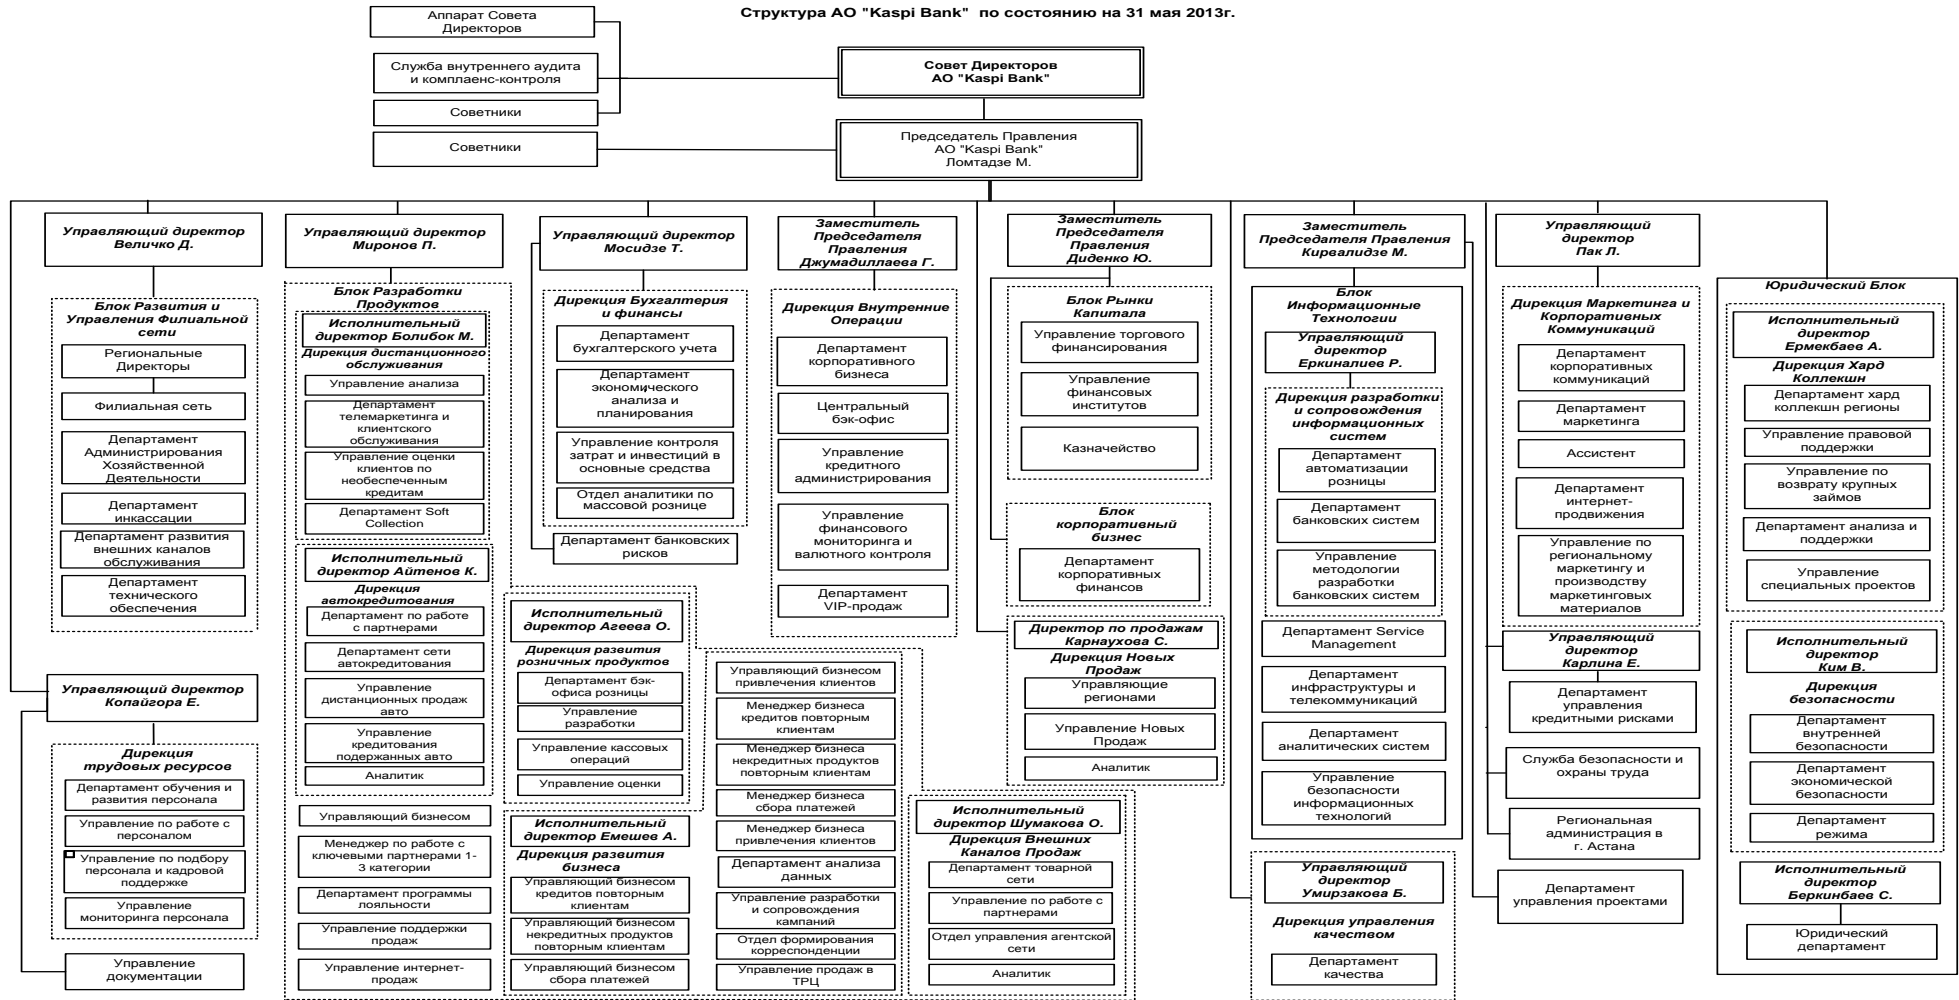 Структура АО "Kaspi Bank" по состоянию на 31 мая 2013г.
Аппарат Совета
Директоров
Служба внутреннего аудита
и комплаенс-контроля
Советники
Советники
Совет Директоров
АО "Kaspi Bank"
Председатель Правления
АО "Kaspi Bank"
Ломтадзе М.
Управляющий директор
Величко Д.
Блок Развития и
Управления Филиальной
сети
Региональные
Директоры
Филиальная сеть
Департамент
Администрирования
Хозяйственной
Деятельности
Департамент
инкассации
Департамент развития
внешних каналов
обслуживания
Департамент
технического
обеспечения
Управляющий директор
Копайгора Е.
Дирекция
трудовых ресурсов
Департамент обучения и
развития персонала
Управление по работе с
персоналом
Управление по подбору
персонала и кадровой
поддержке
Управление
мониторинга персонала
Управление
документации
Управляющий директор
Миронов П.
Блок Разработки
Продуктов
Исполнительный
директор Болибок М.
Дирекция дистанционного
обслуживания
Управление анализа
Департамент
телемаркетинга и
клиентского
обслуживания
Управление оценки
клиентов по
необеспеченным
кредитам
Департамент Soft
Collection
Исполнительный
директор Айтенов К.
Дирекция
автокредитования
Департамент по работе
с партнерами
Департамент сети
автокредитования
Управление
дистанционных продаж
авто
Управление
кредитования
подержанных авто
Аналитик
Управляющий бизнесом
Менеджер по работе с
ключевыми партнерами 1-
3 категории
Департамент программы
лояльности
Управление поддержки
продаж
Управление интернет-
продаж
Управляющий директор
Мосидзе Т.
Дирекция Бухгалтерия
и финансы
Департамент
бухгалтерского учета
Департамент
экономического
анализа и
планирования
Управление контроля
затрат и инвестиций в
основные средства
Отдел аналитики по
массовой рознице
Департамент банковских
рисков
Исполнительный
директор Агеева О.
Дирекция развития
розничных продуктов
Департамент бэк-
офиса розницы
Управление
разработки
Управление кассовых
операций
Управление оценки
Исполнительный
директор Емешев А.
Дирекция развития
бизнеса
Управляющий бизнесом
кредитов повторным
клиентам
Управляющий бизнесом
некредитных продуктов
повторным клиентам
Управляющий бизнесом
сбора платежей
Управляющий бизнесом
привлечения клиентов
Менеджер бизнеса
кредитов повторным
клиентам
Менеджер бизнеса
некредитных продуктов
повторным клиентам
Менеджер бизнеса
сбора платежей
Менеджер бизнеса
привлечения клиентов
Департамент анализа
данных
Управление разработки
и сопровождения
кампаний
Отдел формирования
корреспонденции
Управление продаж в
ТРЦ
Заместитель
Председателя
Правления
Джумадиллаева Г.
Дирекция Внутренние
Операции
Департамент
корпоративного
бизнеса
Центральный
бэк-офис
Управление
кредитного
администрирования
Управление
финансового
мониторинга и
валютного контроля
Департамент
VIP-продаж
Исполнительный
директор Шумакова О.
Дирекция Внешних
Каналов Продаж
Департамент товарной
сети
Управление по работе с
партнерами
Отдел управления агентской
сети
Аналитик
Заместитель
Председателя
Правления
Диденко Ю.
Блок Рынки
Капитала
Управление торгового
финансирования
Управление
финансовых
институтов
Казначейство
Блок
корпоративный
бизнес
Департамент
корпоративных
финансов
Директор по продажам
Карнаухова С.
Дирекция Новых
Продаж
Управляющие
регионами
Управление Новых
Продаж
Аналитик
Заместитель
Председателя Правления
Кирвалидзе М.
Блок
Информационные
Технологии
Управляющий
директор
Еркиналиев Р.
Дирекция разработки
и сопровождения
информационных
систем
Департамент
автоматизации
розницы
Департамент
банковских систем
Управление
методологии
разработки
банковских систем
Департамент Service
Management
Департамент
инфраструктуры и
телекоммуникаций
Департамент
аналитических систем
Управление
безопасности
информационных
технологий
Управляющий
директор
Умирзакова Б.
Дирекция управления
качеством
Департамент
качества
Управляющий
директор
Пак Л.
Дирекция Маркетинга и
Корпоративных
Коммуникаций
Департамент
корпоративных
коммуникаций
Департамент
маркетинга
Ассистент
Департамент
интернет-
продвижения
Управление по
региональному
маркетингу и
производству
маркетинговых
материалов
Управляющий
директор
Карлина Е.
Департамент
управления
кредитными рисками
Служба безопасности и
охраны труда
Региональная
администрация в
г. Астана
Департамент
управления проектами
Юридический Блок
Исполнительный
директор
Ермекбаев А.
Дирекция Хард
Коллекшн
Департамент хард
коллекшн регионы
Управление правовой
поддержки
Управление по
возврату крупных
займов
Департамент анализа и
поддержки
Управление
специальных проектов
Исполнительный
директор
Ким В.
Дирекция
безопасности
Департамент
внутренней
безопасности
Департамент
экономической
безопасности
Департамент
режима
Исполнительный
директор
Беркинбаев С.
Юридический
департамент